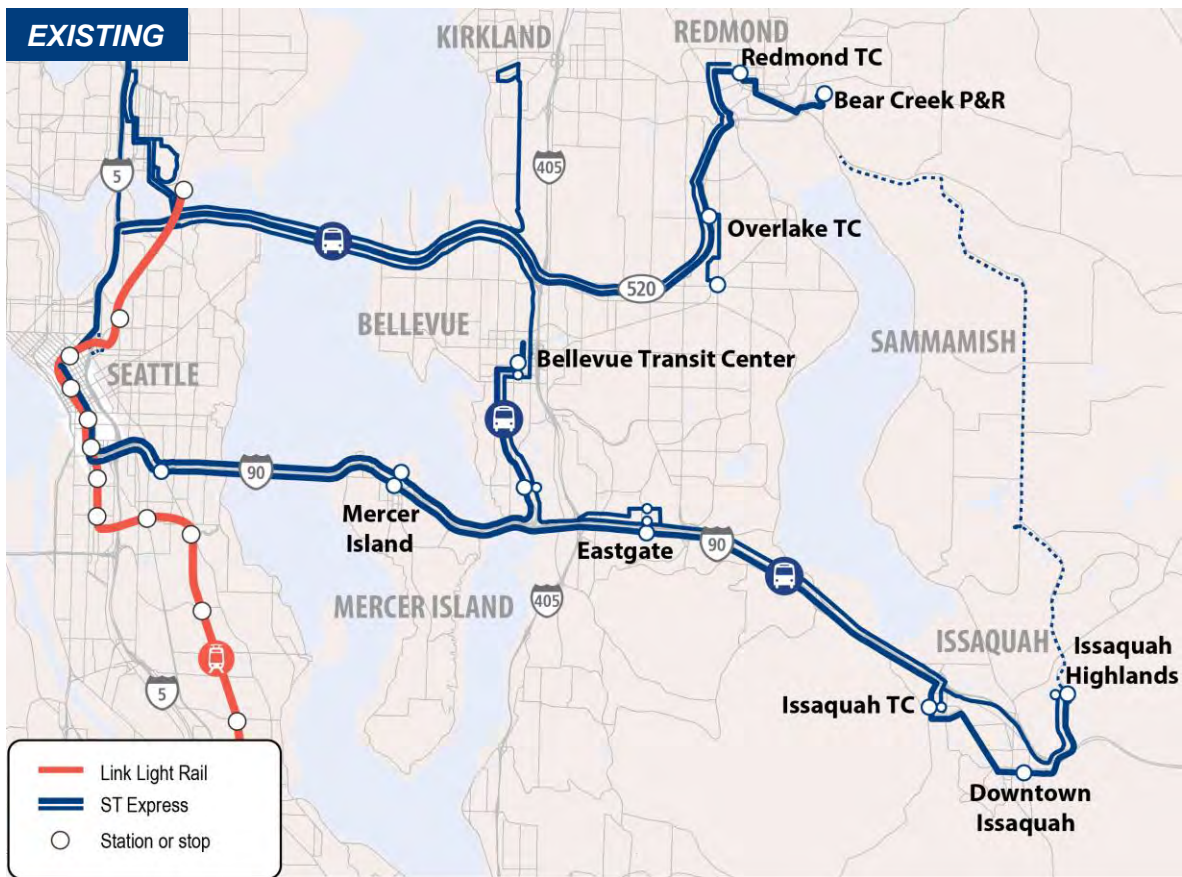 EXISTING
KIRKLAND
REDMOND
Redmond TC
Bear Creek P&R
5
405
Overlake TC
520
BELLEVUE
SAMMAMISH
Bellevue Transit Center
SEATTLE
90
Mercer
Island
Eastgate
90
MERCER ISLAND
405
ISSAQUAH
Issaquah
Highlands
5
Issaquah TC
Downtown
Issaquah
Link Light Rail
ST Express
Station or stop